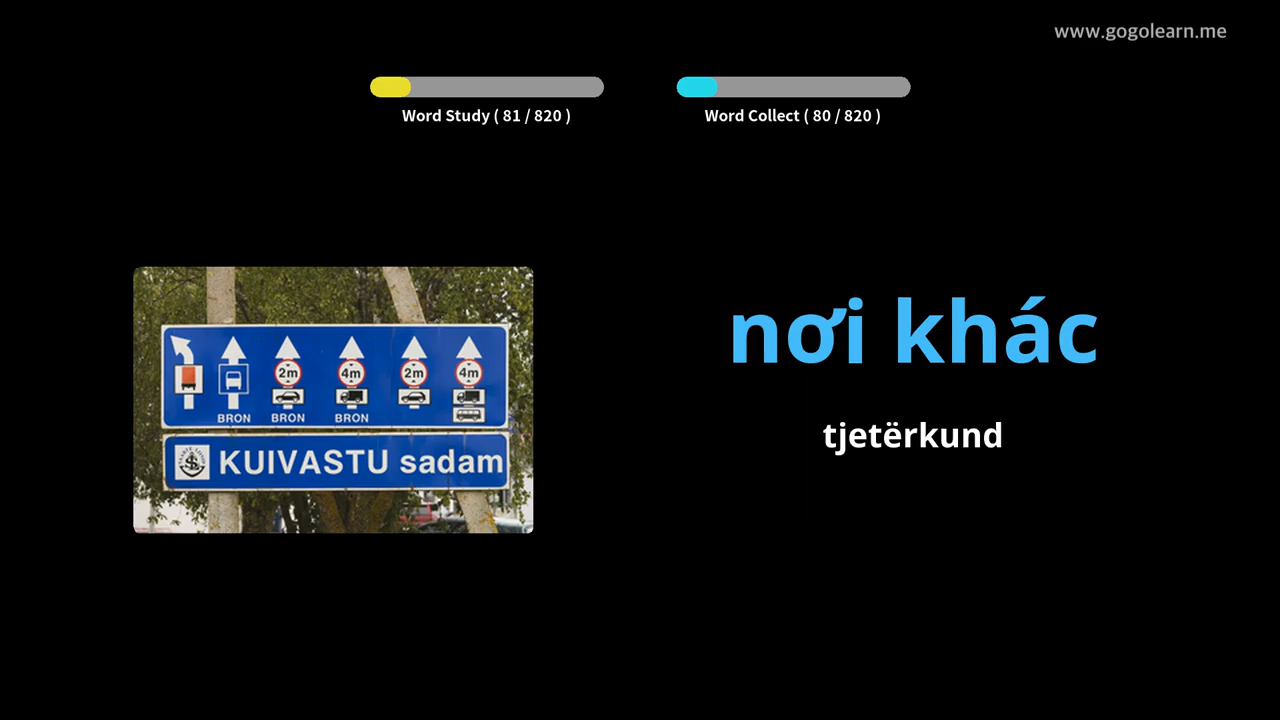 www.gogolearn.me
Word Study ( 81 / 820 )
Word Collect ( 80 / 820 )
2m
4m
2m
4m
BRON
BRON
BRON
KUIVASTU sadam
nơi khác
tjetërkund